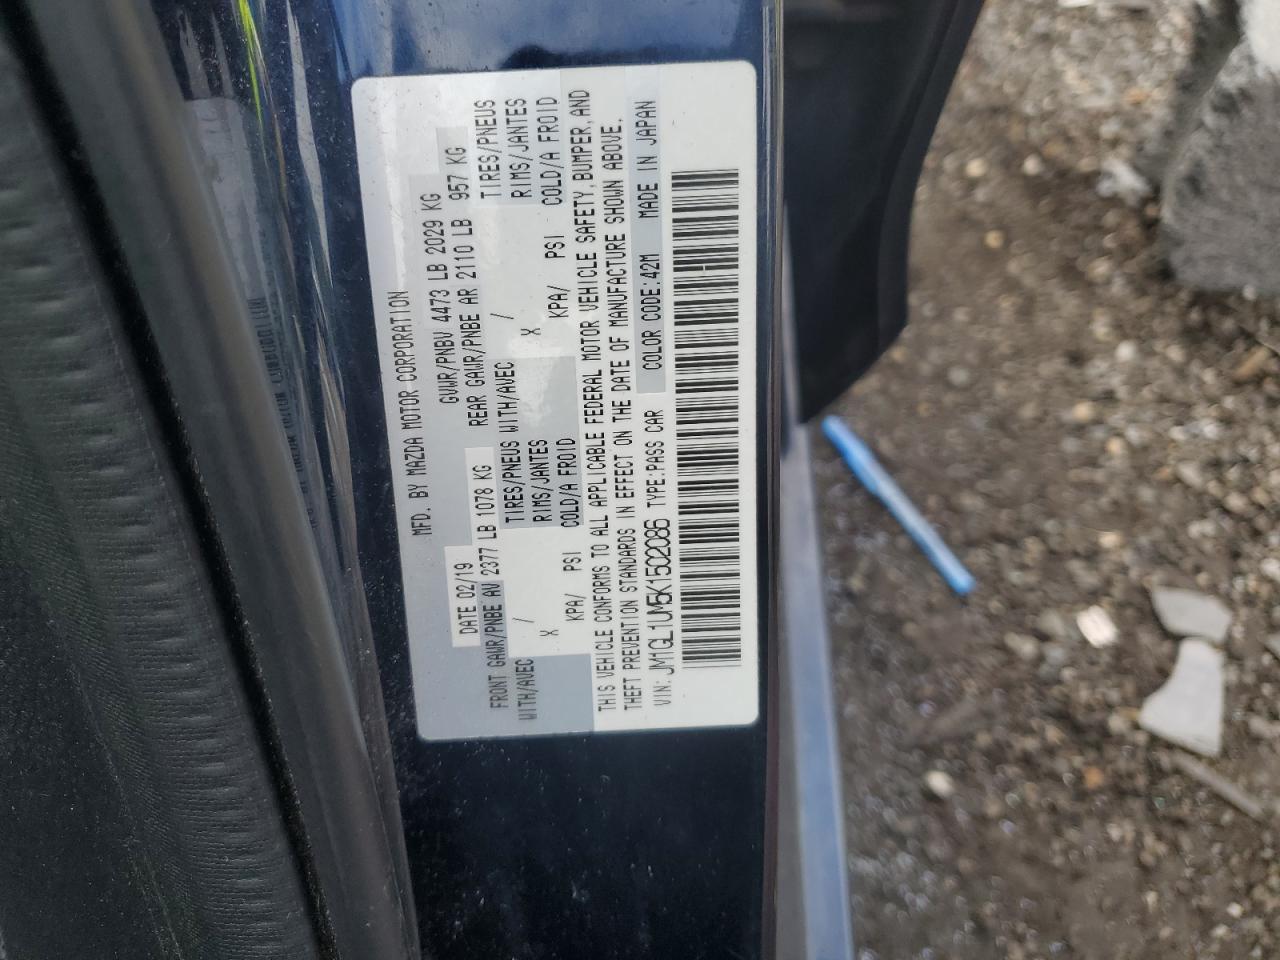 MFD. BY MAZDA MOTOR CORPORATION
DATE 02/19 GVWR/PNBV 4473 LB 2029 KG
FRONT GAWR/PNBE AV 2377 LB 1078 KG REAR GAWR/PNBE AR 2110 LB 957 KG
WITH/AVEC / TIRES/PNEUS WITH/AVEC / TIRES/PNEUS
X RIMS/JANTES X RIMS/JANTES
KPA/ PSI COLD/A FROID KPA/ PSI COLD/A FROID
THIS VEHICLE CONFORMS TO ALL APPLICABLE FEDERAL MOTOR VEHICLE SAFETY,BUMPER,AND
THEFT PREVENTION STANDARDS IN EFFECT ON THE DATE OF MANUFACTURE SHOWN ABOVE.
VIN: JM1GL1UM5K1502086 TYPE:PASS CAR COLOR CODE:42M MADE IN JAPAN